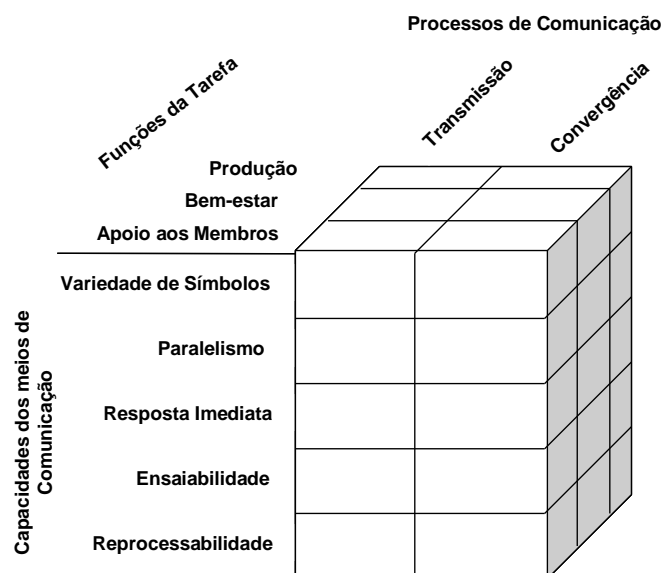 Processos de Comunicação
Funções da Tarefa
Transmissão
Convergência
Produção
Bem-estar
Apoio aos Membros
Capacidades dos meios de
Comunicação
Variedade de Símbolos
Paralelismo
Resposta Imediata
Ensaiabilidade
Reprocessabilidade